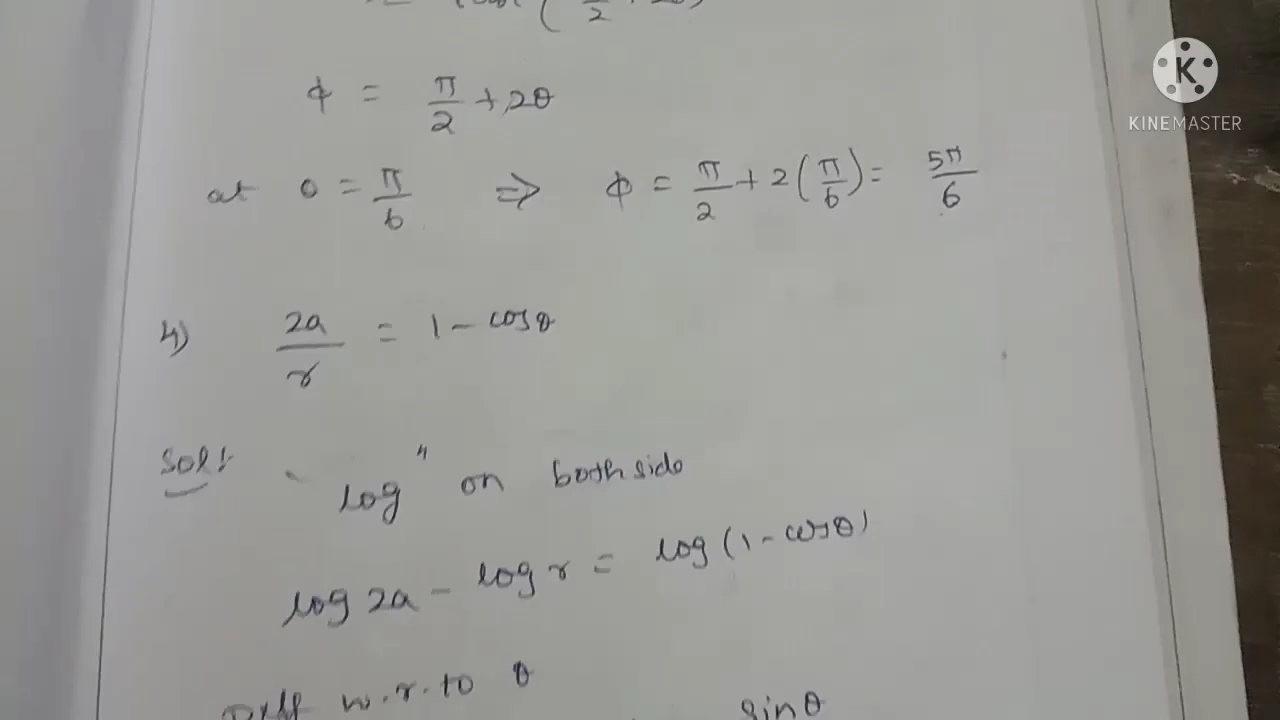 φ = π/2 + 2θ
KINEMASTER
at θ = π/6 ⇒ φ = π/2 + 2(π/6) = 5π/6
4) 2a/r = 1 - cosθ
Sol:
log" on both side
log 2a - log r = log(1 - cosθ)
Diff w.r.to θ
sinθ